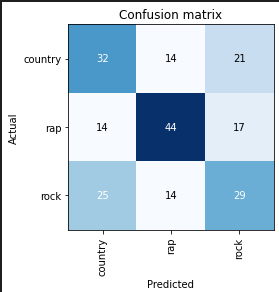 Confusion matrix
Actual
country 32 14 21
rap 14 44 17
rock 25 14 29
country rap rock
Predicted